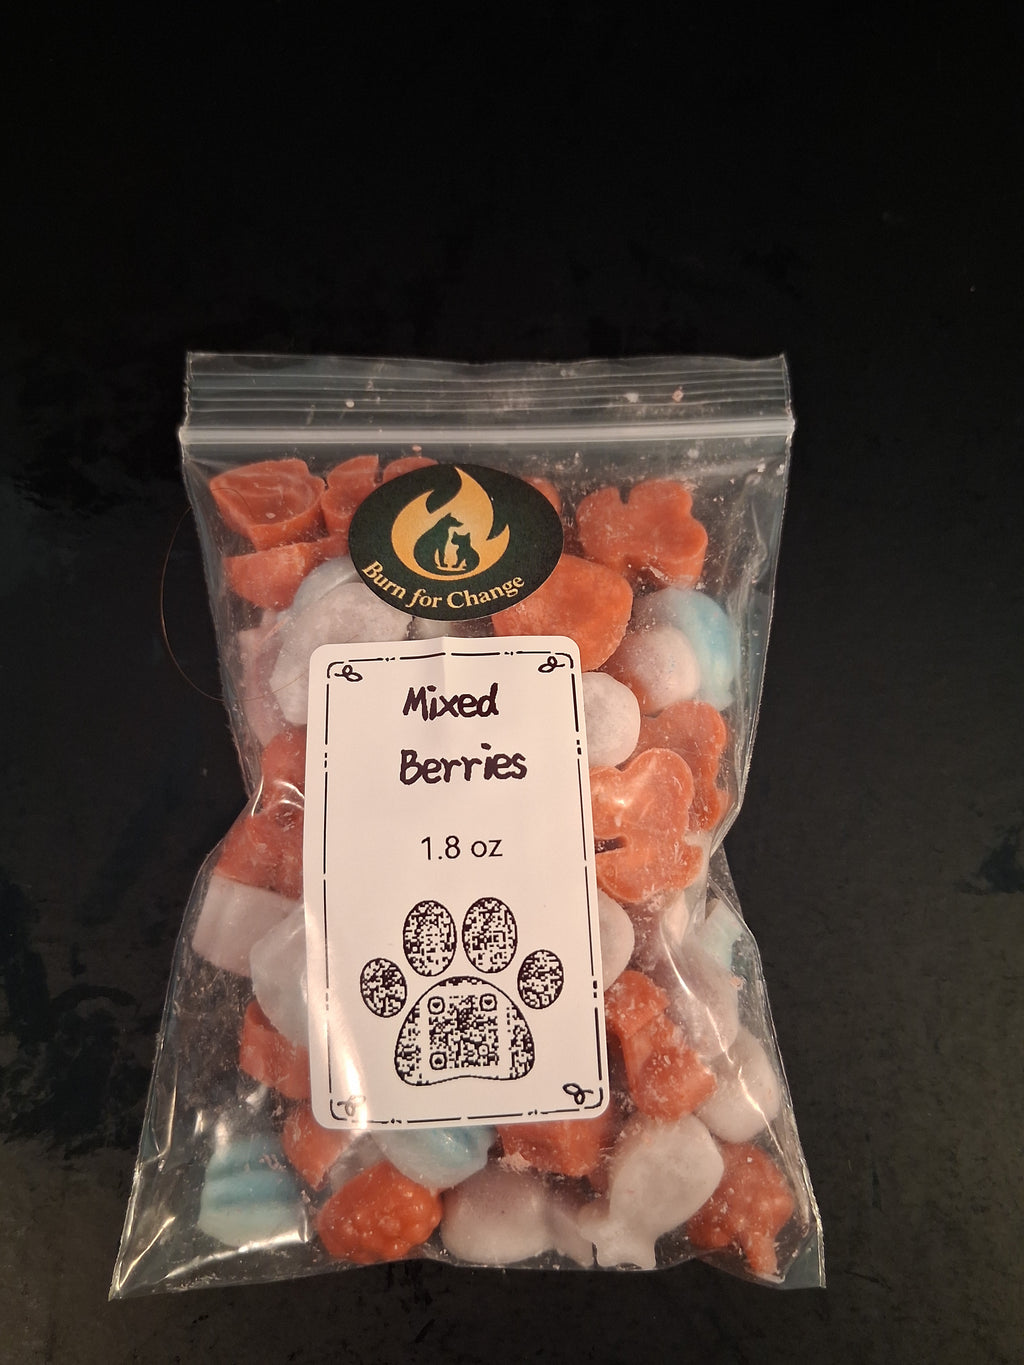 Burn for Change
Mixed
Berries
1.8 oz